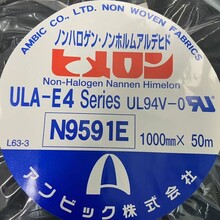 AMBIC CO., LTD. NON WOVEN FABRICS
ノンハロゲン・ノンホルムアルデヒド
ヒメロン
Non-Halogen Nannen Himelon
ULA-E4 Series UL94V-0
N9591E
L63-3
1000mm× 50m
アンビック株式会社